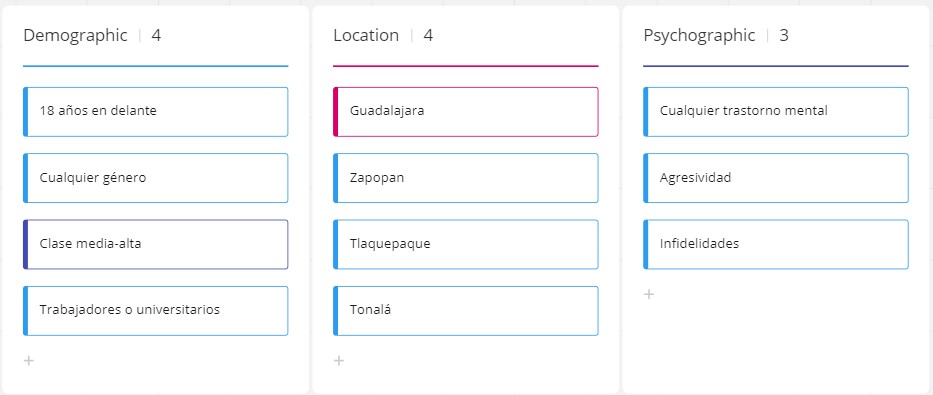 Demographic | 4
18 años en delante
Cualquier género
Clase media-alta
Trabajadores o universitarios
+
Location | 4
Guadalajara
Zapopan
Tlaquepaque
Tonalá
+
Psychographic | 3
Cualquier trastorno mental
Agresividad
Infidelidades
+